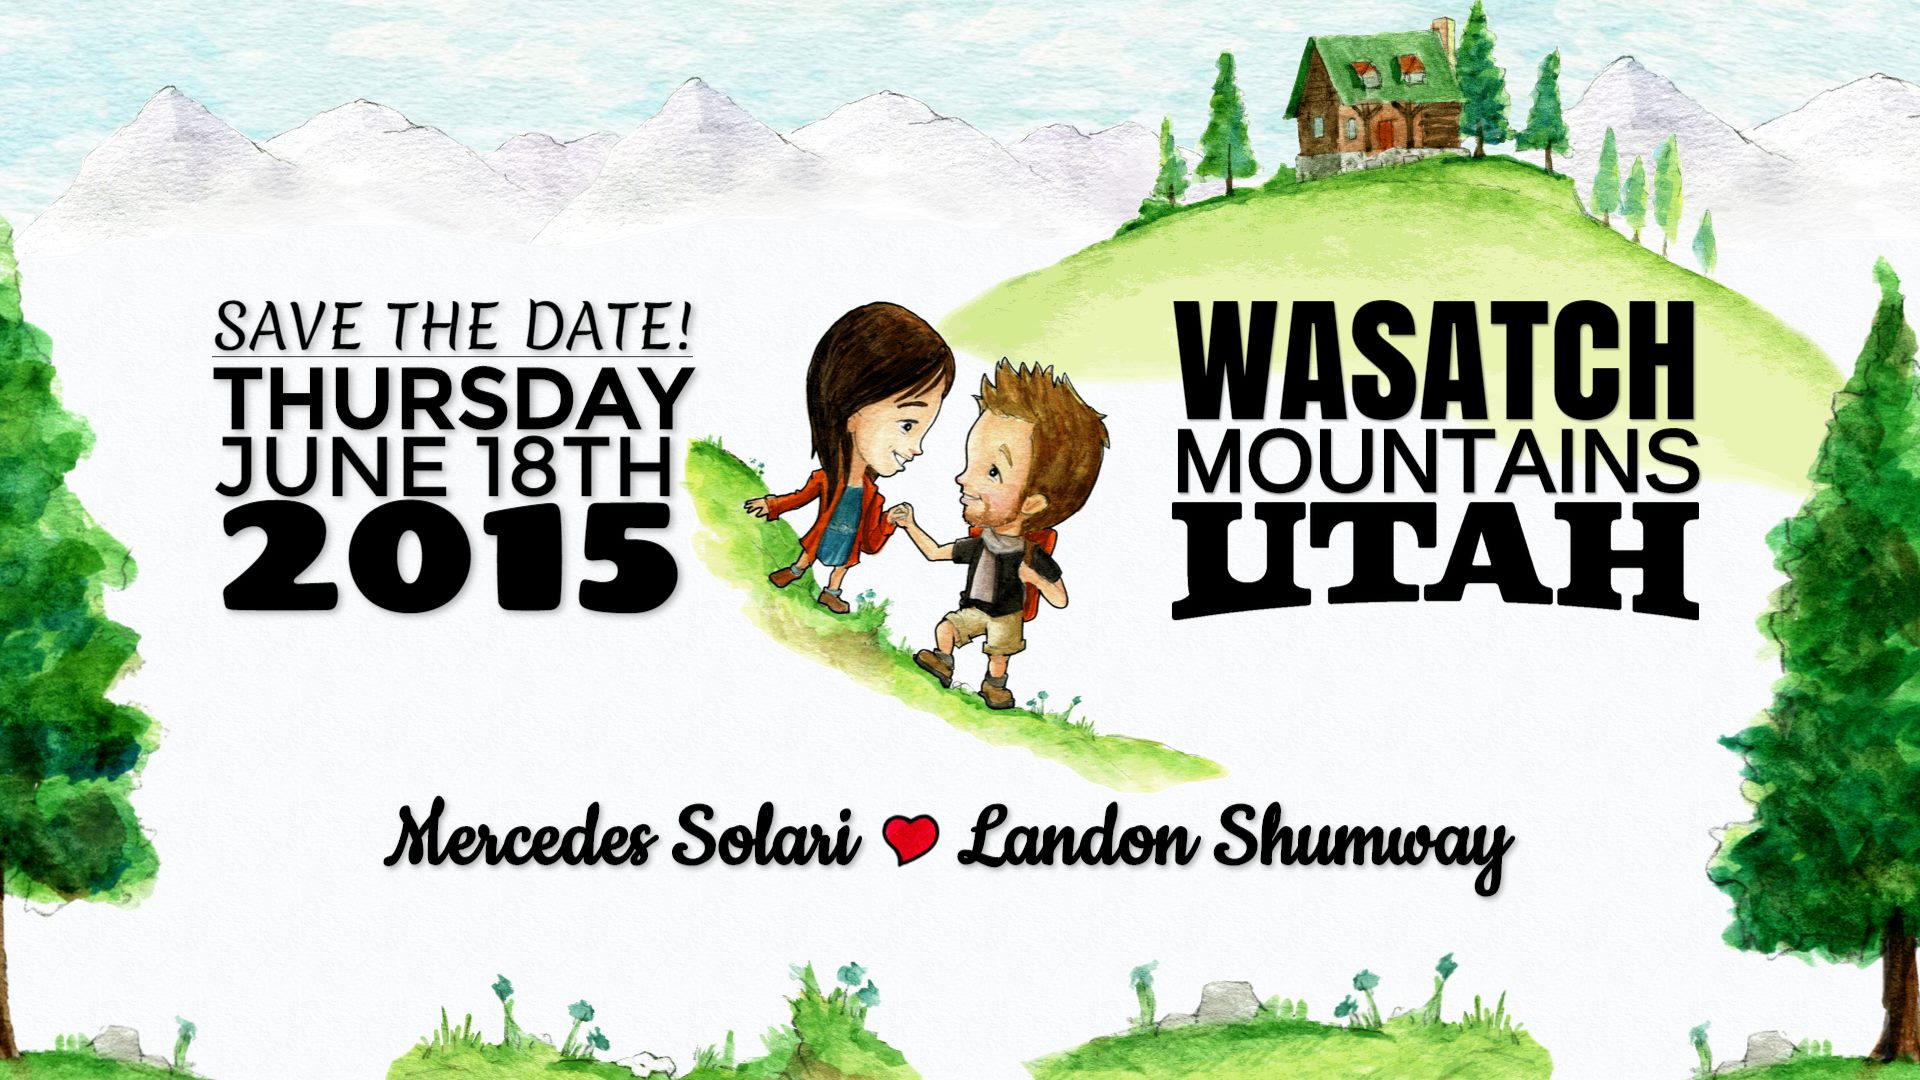 SAVE THE DATE!
THURSDAY
JUNE 18TH
2015
WASATCH
MOUNTAINS
UTAH
Mercedes Solari ❤ Landon Shumway